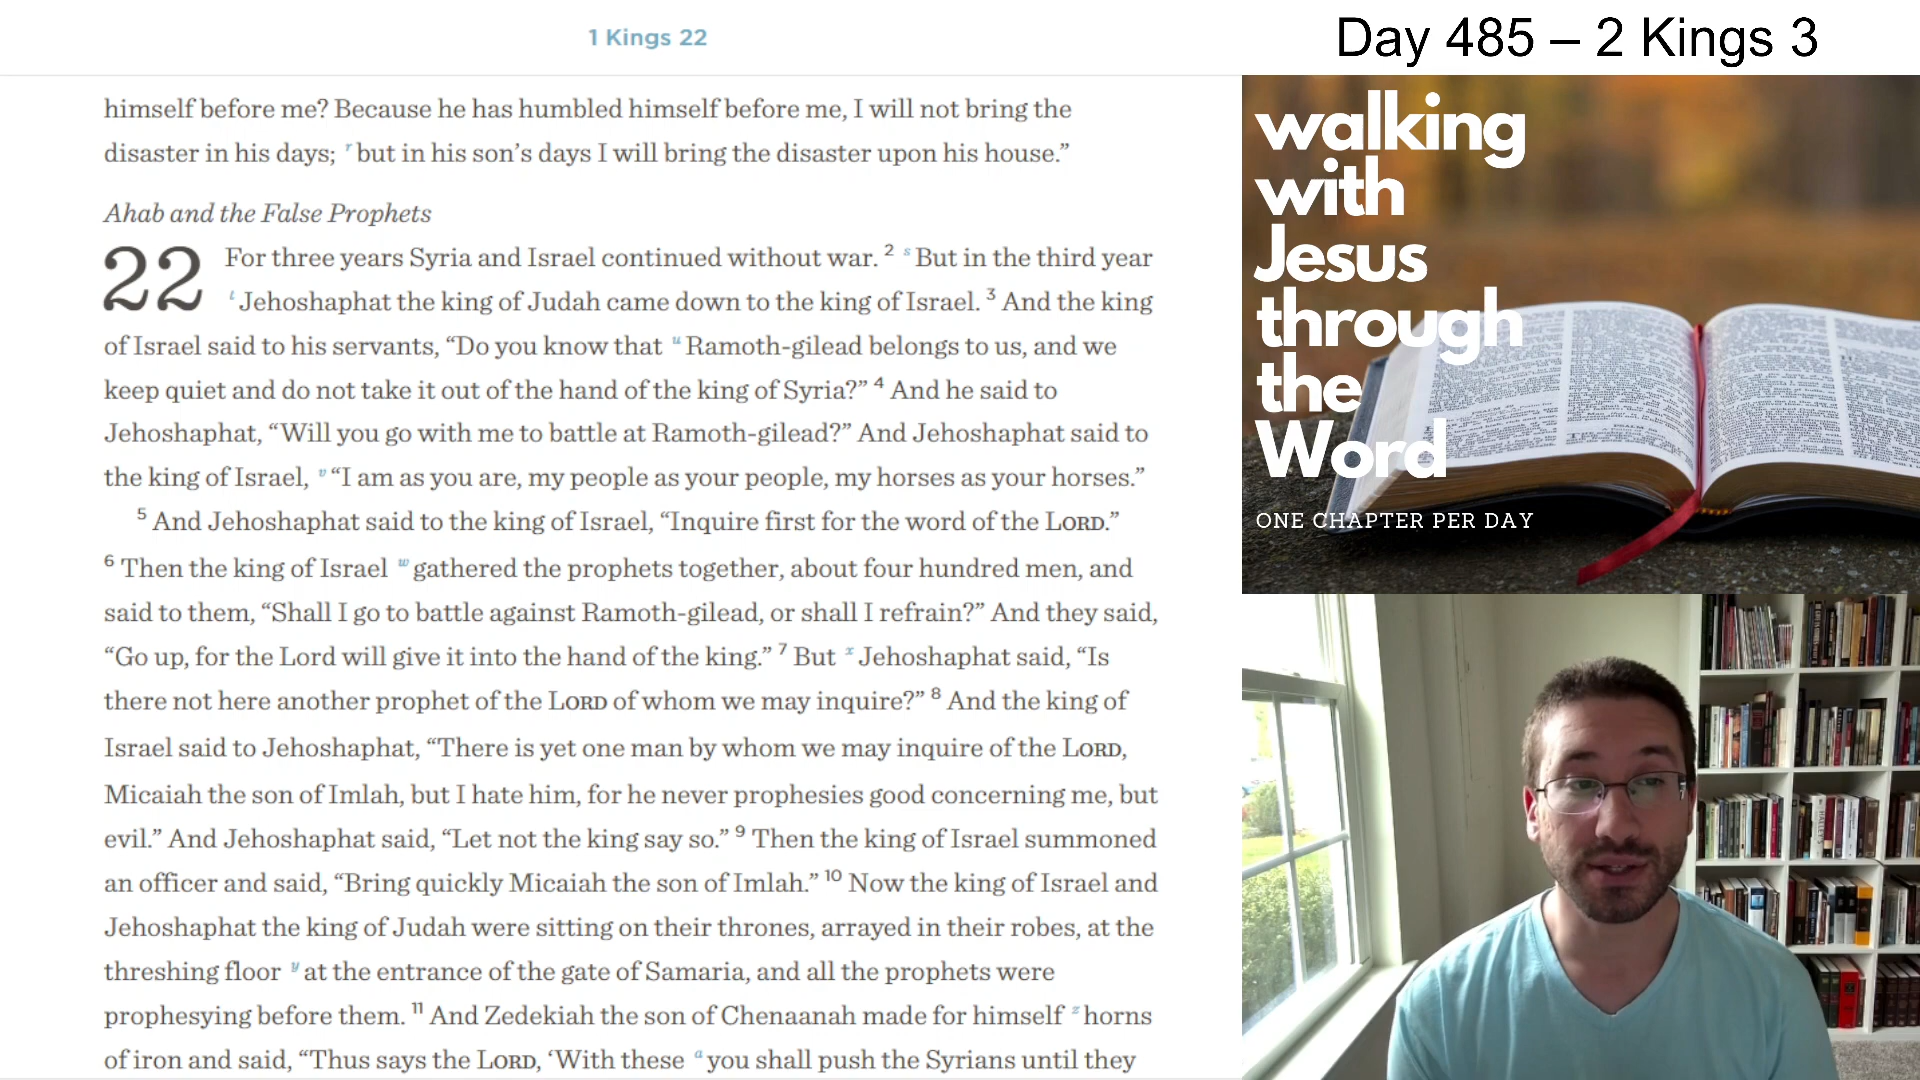 1 Kings 22
Day 485 – 2 Kings 3
himself before me? Because he has humbled himself before me, I will not bring the
disaster in his days; r but in his son’s days I will bring the disaster upon his house.”
Ahab and the False Prophets
22 For three years Syria and Israel continued without war. 2 s But in the third year
t Jehoshaphat the king of Judah came down to the king of Israel. 3 And the king
of Israel said to his servants, “Do you know that u Ramoth-gilead belongs to us, and we
keep quiet and do not take it out of the hand of the king of Syria?” 4 And he said to
Jehoshaphat, “Will you go with me to battle at Ramoth-gilead?” And Jehoshaphat said to
the king of Israel, v “I am as you are, my people as your people, my horses as your horses.”
5 And Jehoshaphat said to the king of Israel, “Inquire first for the word of the LORD.”
6 Then the king of Israel w gathered the prophets together, about four hundred men, and
said to them, “Shall I go to battle against Ramoth-gilead, or shall I refrain?” And they said,
“Go up, for the Lord will give it into the hand of the king.” 7 But x Jehoshaphat said, “Is
there not here another prophet of the LORD of whom we may inquire?” 8 And the king of
Israel said to Jehoshaphat, “There is yet one man by whom we may inquire of the LORD,
Micaiah the son of Imlah, but I hate him, for he never prophesies good concerning me, but
evil.” And Jehoshaphat said, “Let not the king say so.” 9 Then the king of Israel summoned
an officer and said, “Bring quickly Micaiah the son of Imlah.” 10 Now the king of Israel and
Jehoshaphat the king of Judah were sitting on their thrones, arrayed in their robes, at the
threshing floor y at the entrance of the gate of Samaria, and all the prophets were
prophesying before them. 11 And Zedekiah the son of Chenaanah made for himself z horns
of iron and said, “Thus says the LORD, ‘With these a you shall push the Syrians until they
walking
with
Jesus
through
the
Word
ONE CHAPTER PER DAY